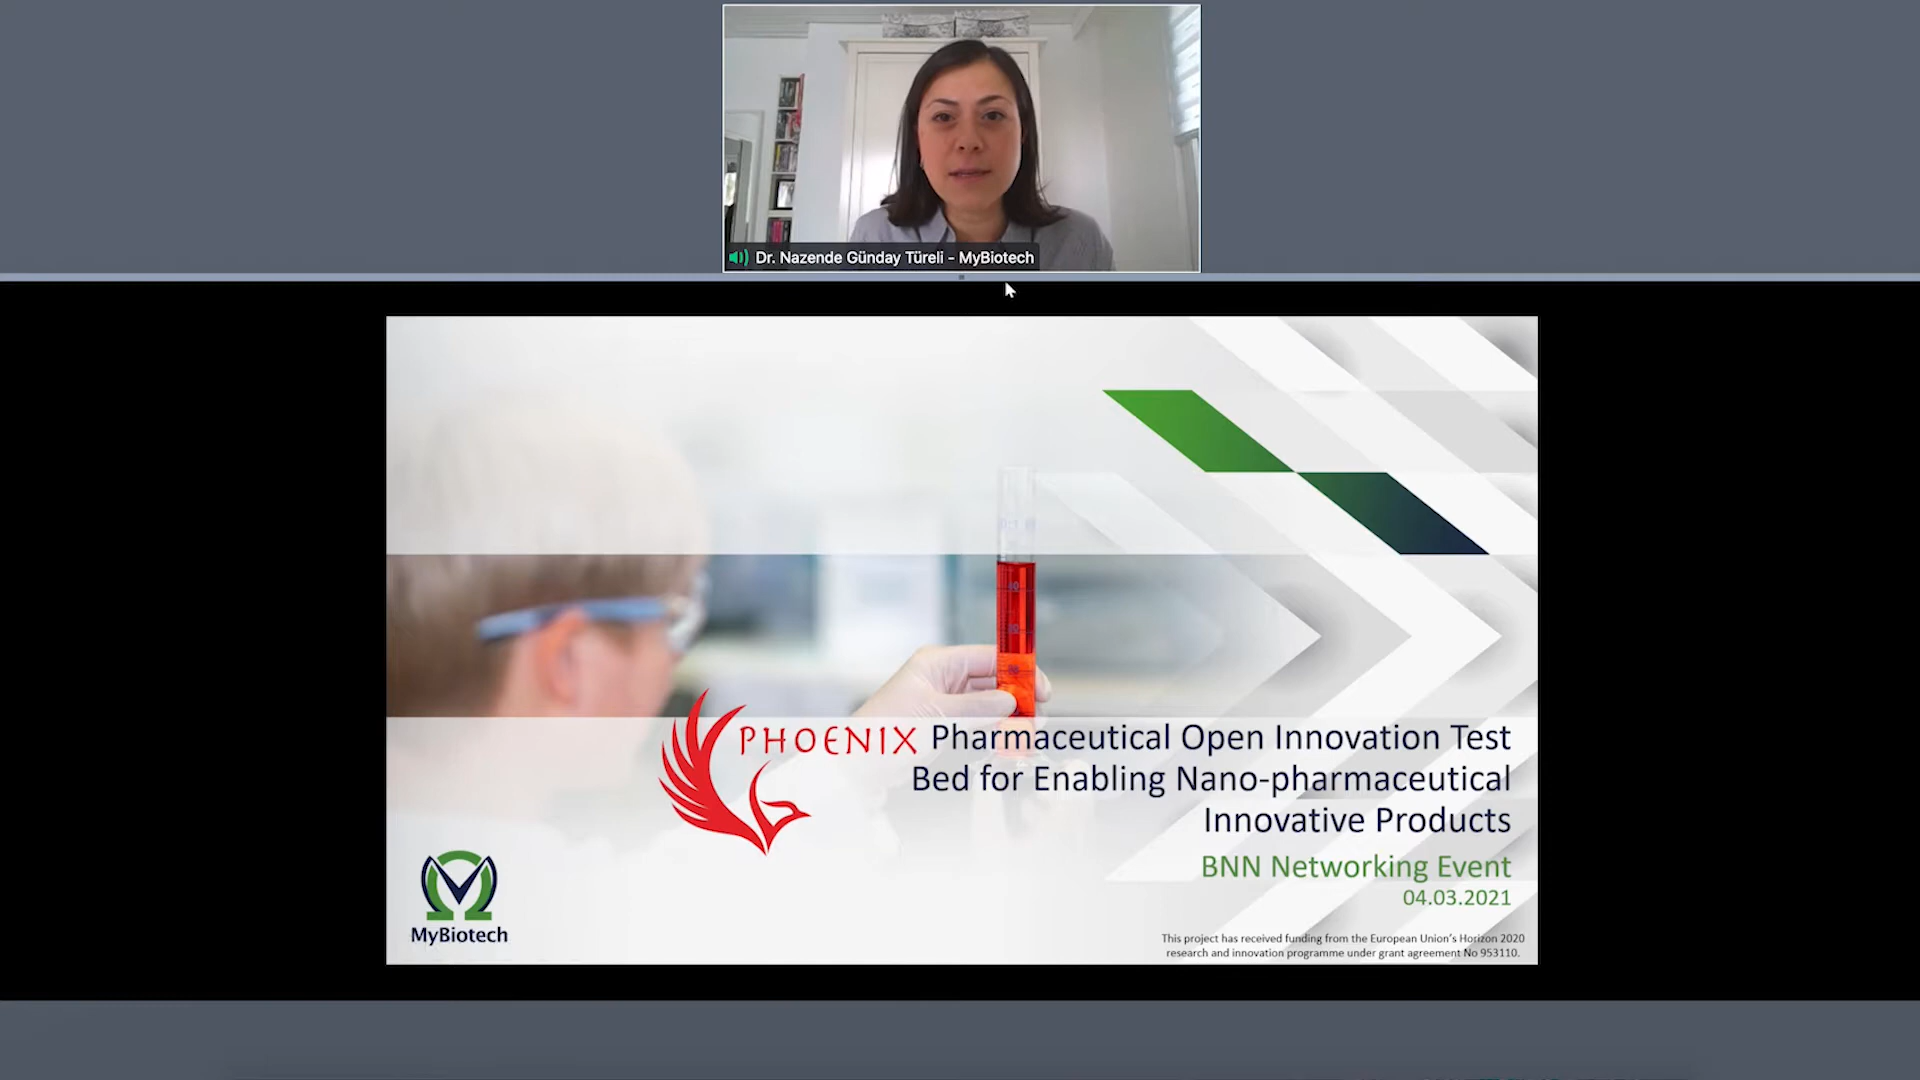 Dr. Nazende Günday Türeli - MyBiotech
PHOENIX Pharmaceutical Open Innovation Test
Bed for Enabling Nano-pharmaceutical
Innovative Products
BNN Networking Event
04.03.2021
MyBiotech
This project has received funding from the European Union's Horizon 2020
research and innovation programme under grant agreement No 953110.